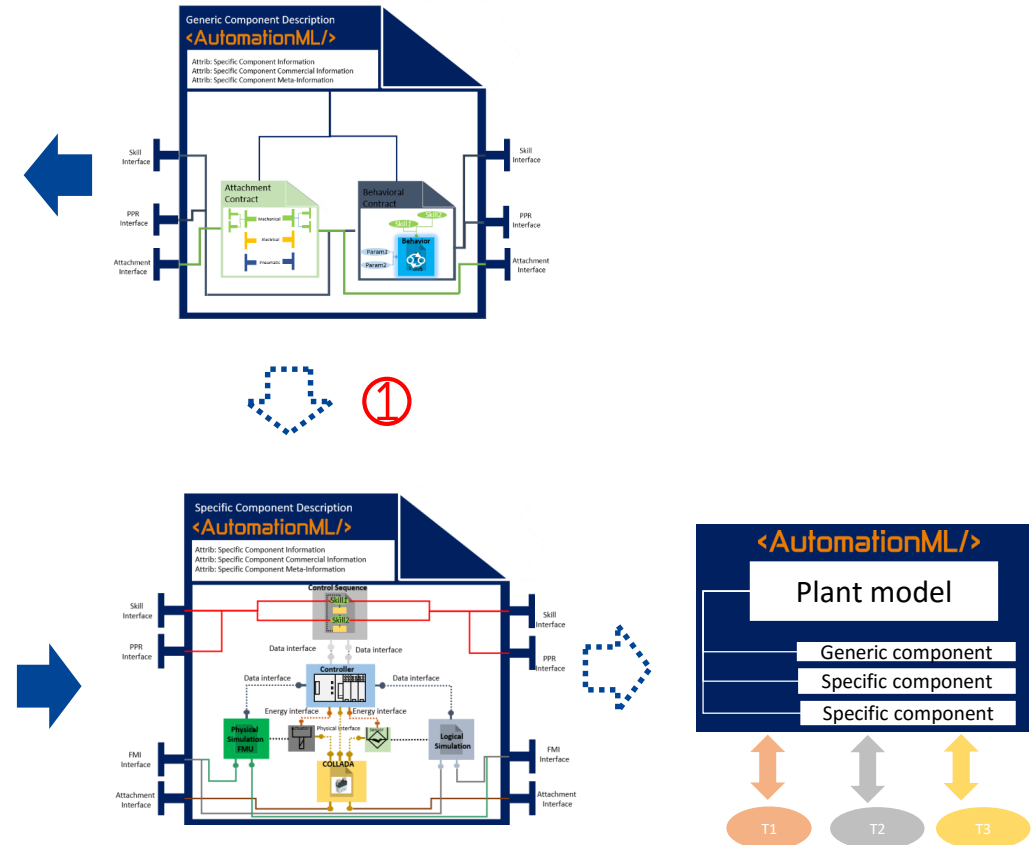 Generic Component Description
<AutomationML/>
Attrib: Specific Component Information
Attrib: Specific Component Commercial Information
Attrib: Specific Component Meta-Information
Skill
Interface
PPR
Interface
Attachment
Interface
Attachment
Contract
Mechanical
Electrical
Pneumatic
Behavioral
Contract
Skill2
Skill1
Behavior
Param1
Param2
Skill
Interface
PPR
Interface
Attachment
Interface
①
Specific Component Description
<AutomationML/>
Attrib: Specific Component Information
Attrib: Specific Component Commercial Information
Attrib: Specific Component Meta-Information
Skill
Interface
PPR
Interface
FMI
Interface
Attachment
Interface
Control Sequence
Skill1
Skill2
Data interface
Data interface
Controller
Data interface
Data interface
Energy interface
Energy interface
Physical
Simulation
FMU
Physical interface
Sensor
Logical
Simulation
COLLADA
Skill
Interface
PPR
Interface
FMI
Interface
Attachment
Interface
<AutomationML/>
Plant model
Generic component
Specific component
Specific component
T1
T2
T3